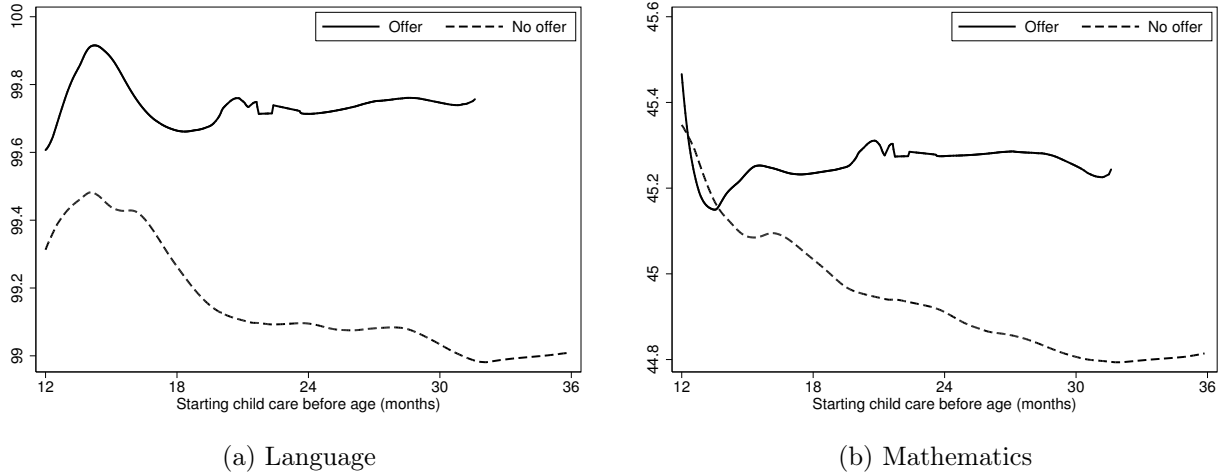 Offer No offer
100
99.8
99.6
99.4
99.2
99
12 18 24 30 36
Starting child care before age (months)
(a) Language
Offer No offer
45.6
45.4
45.2
45
44.8
12 18 24 30 36
Starting child care before age (months)
(b) Mathematics